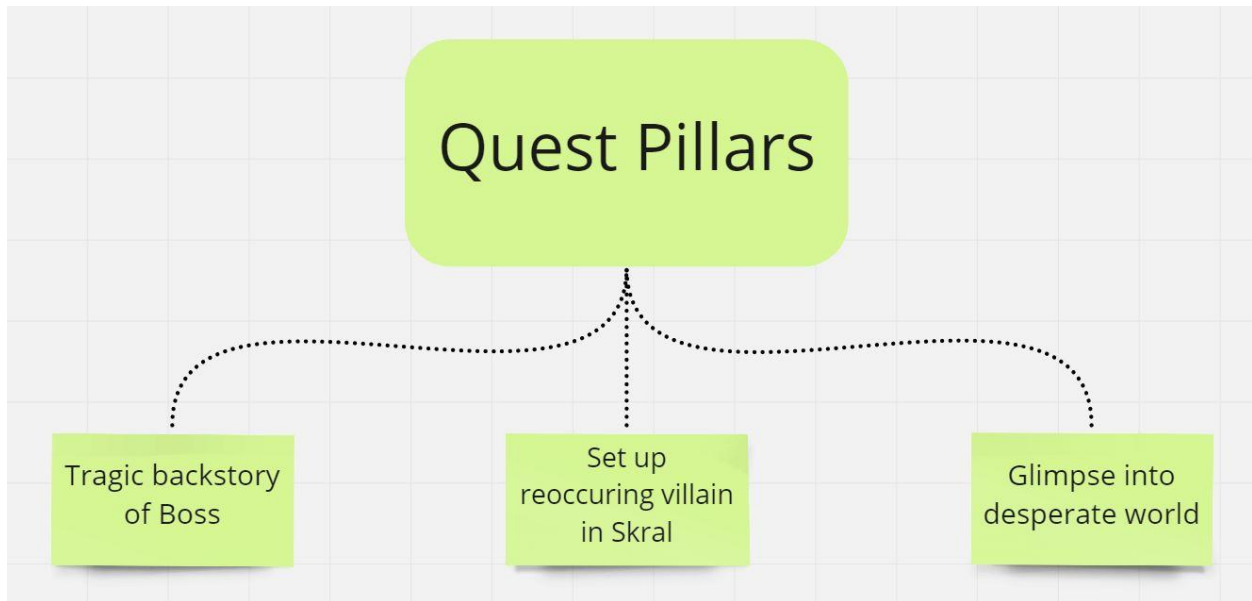 Quest Pillars
Tragic backstory
of Boss
Set up
reoccuring villain
in Skral
Glimpse into
desperate world